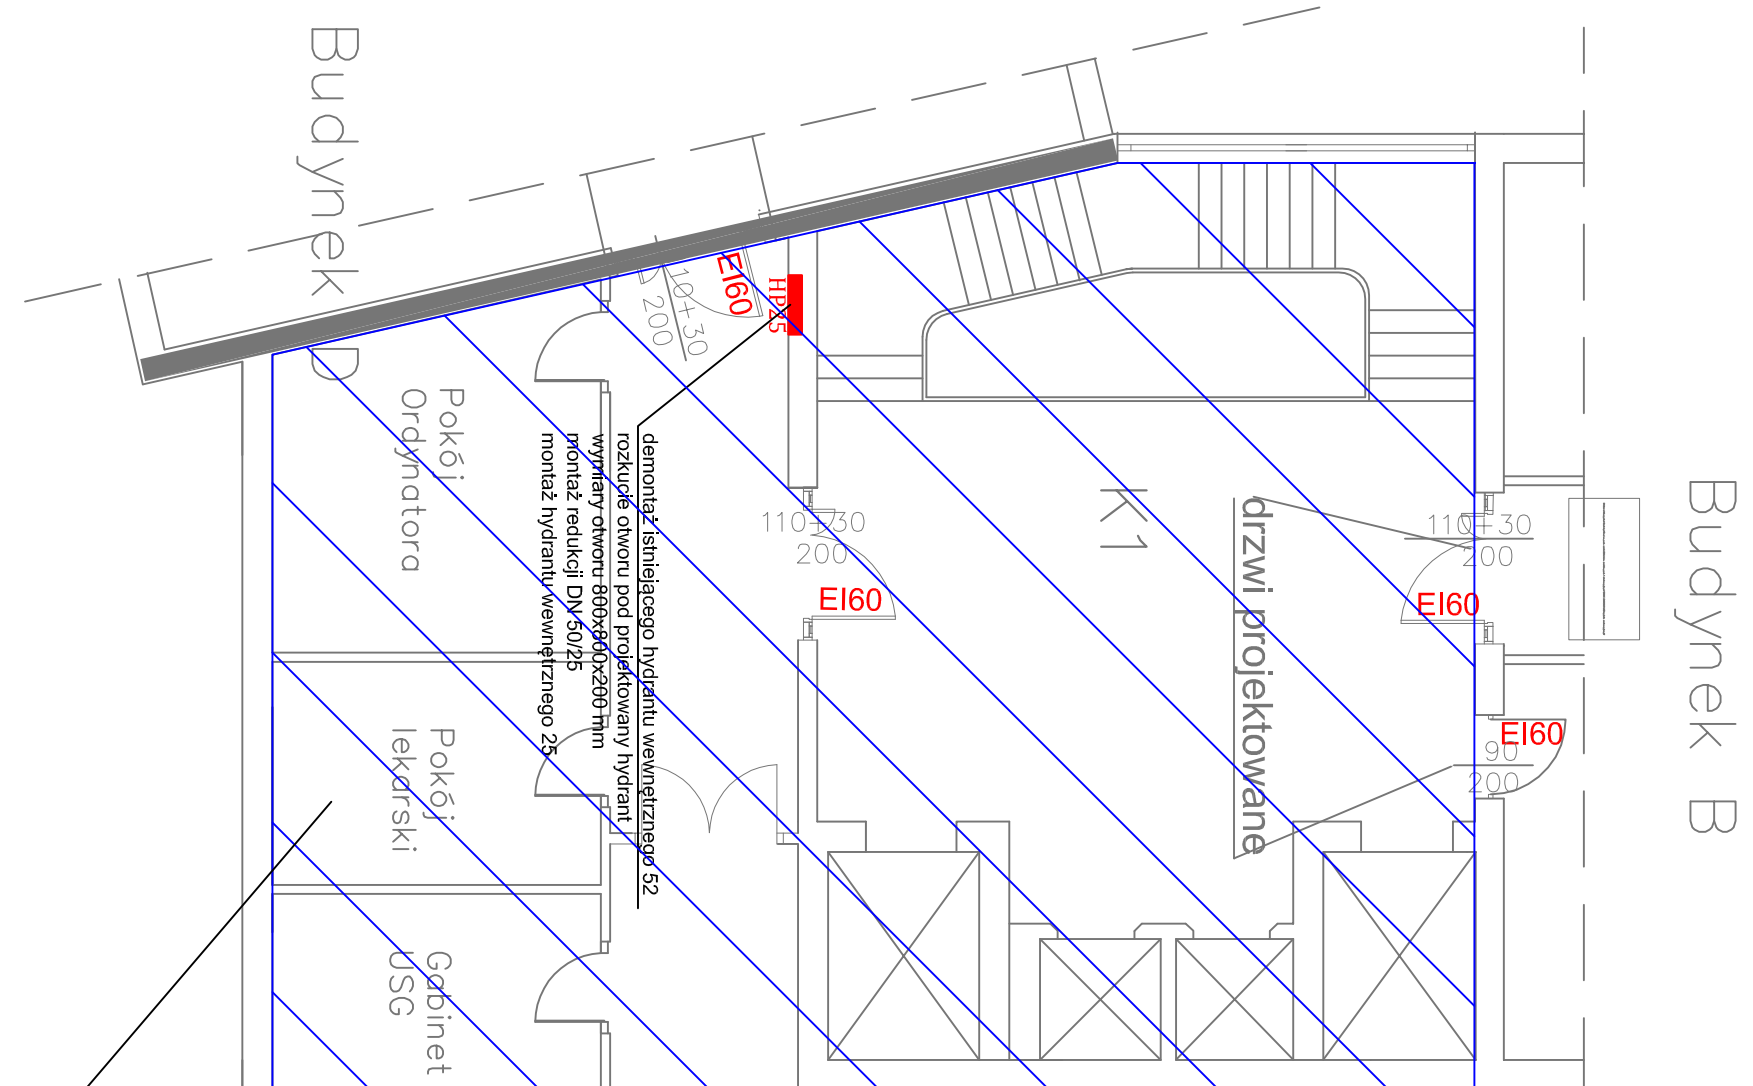 Budynek D
Budynek B
EI60
110+30
200
HP25
Pokój
Ordynatora
demontaż istniejącego hydrantu wewnętrznego 52
rozkucie otworu pod projektowany hydrant
wymiary otworu 800x800x200 mm
montaż redukcji DN 50/25
montaż hydrantu wewnętrznego 25
110+30
200
EI60
K1
drzwi projektowane
110+30
200
EI60
EI60
90
200
Pokój
lekarski
Gabinet
USG